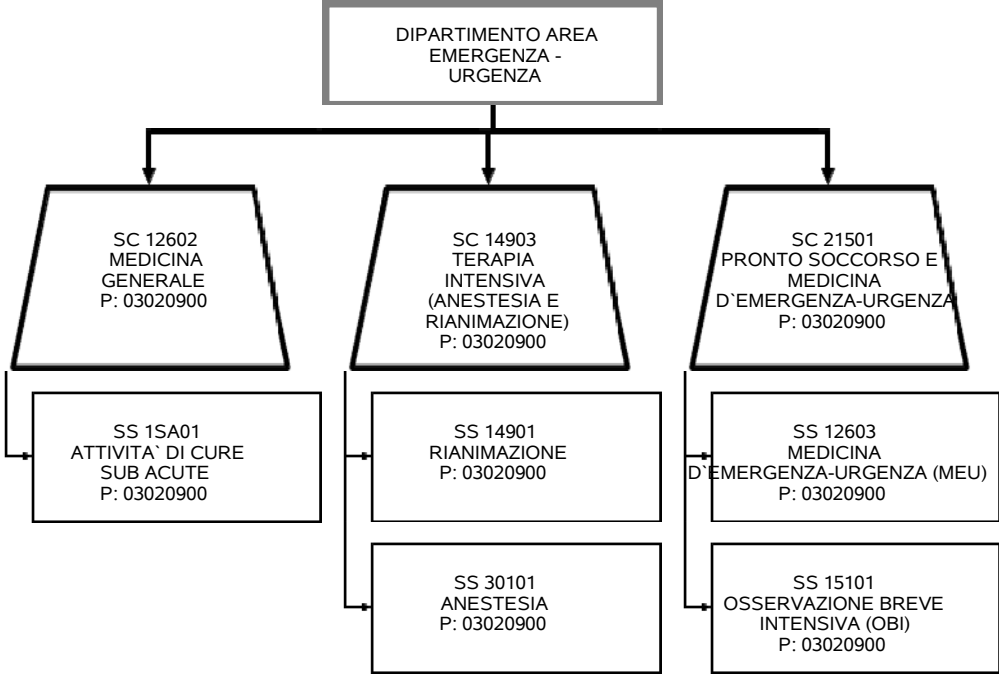 DIPARTIMENTO AREA
EMERGENZA -
URGENZA
SC 12602
MEDICINA
GENERALE
P: 03020900
SC 14903
TERAPIA
INTENSIVA
(ANESTESIA E
RIANIMAZIONE)
P: 03020900
SC 21501
PRONTO SOCCORSO E
MEDICINA
D`EMERGENZA-URGENZA
P: 03020900
SS 1SA01
ATTIVITA` DI CURE
SUB ACUTE
P: 03020900
SS 14901
RIANIMAZIONE
P: 03020900
SS 12603
MEDICINA
D`EMERGENZA-URGENZA (MEU)
P: 03020900
SS 30101
ANESTESIA
P: 03020900
SS 15101
OSSERVAZIONE BREVE
INTENSIVA (OBI)
P: 03020900